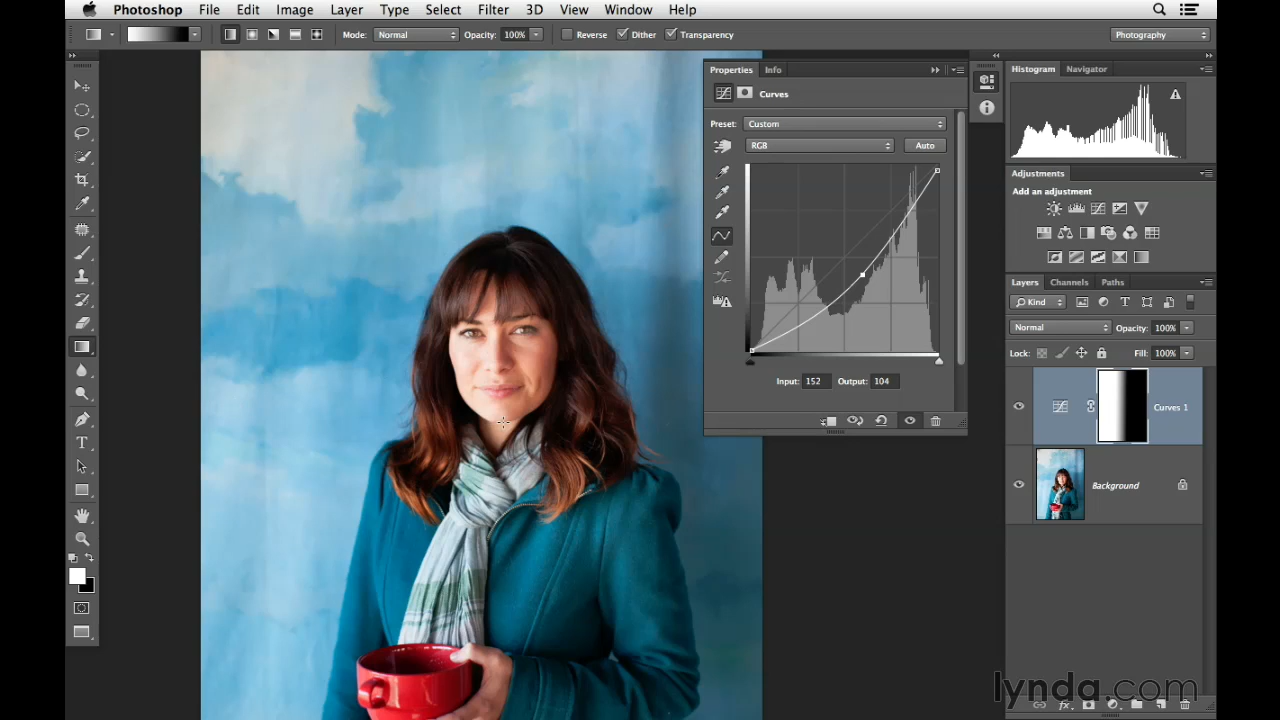 Photoshop File Edit Image Layer Type Select Filter 3D View Window Help
Mode: Normal Opacity: 100% Reverse Dither Transparency Photography
Properties Info
Curves
Preset: Custom
RGB Auto
Input: 152 Output: 104
Histogram Navigator
Adjustments
Add an adjustment
Layers Channels Paths
Kind T
Normal Opacity: 100%
Lock: Fill: 100%
Curves 1
Background
T
fx
lynda.com